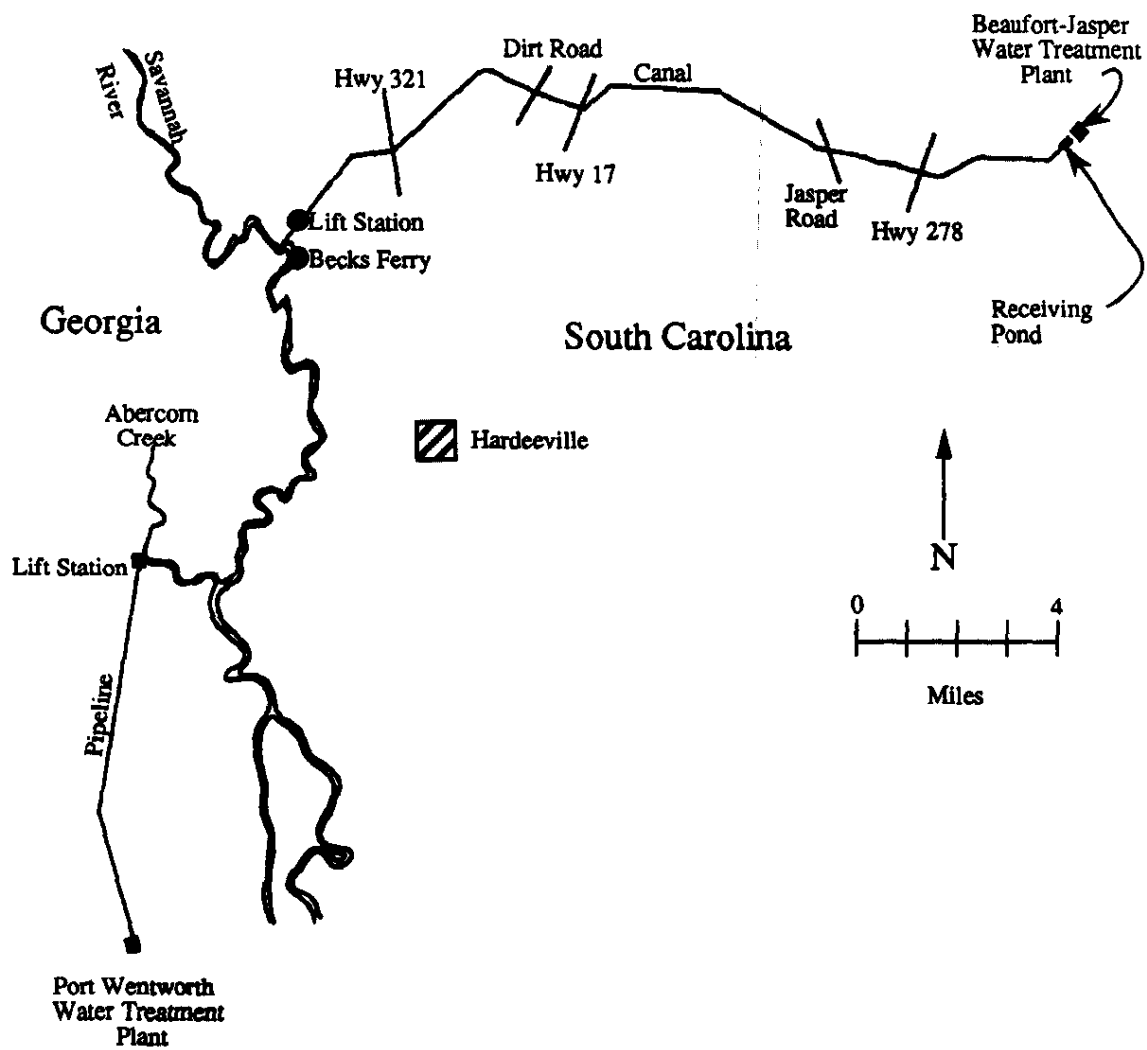 Beaufort-Jasper
Water Treatment
Plant
Dirt Road
Savannah
River
Hwy 321
Canal
Hwy 17
Jasper
Road
Hwy 278
Lift Station
Becks Ferry
Receiving
Pond
Georgia
South Carolina
Abercorn
Creek
Hardeeville
Lift Station
N
0 4
Miles
Pipeline
Port Wentworth
Water Treatment
Plant